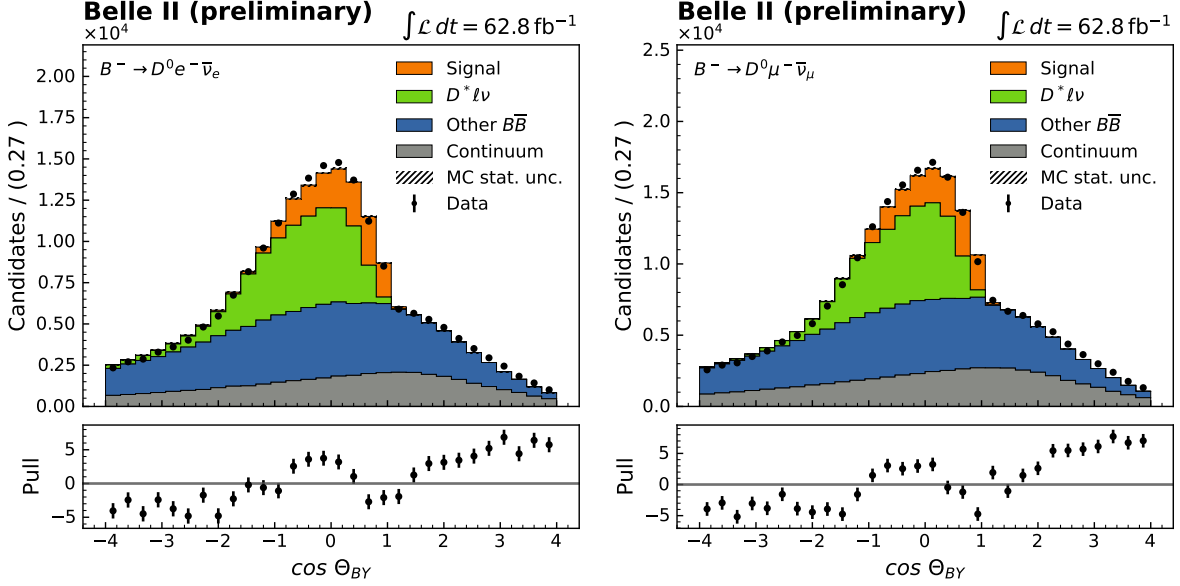 Belle II (preliminary)
×10⁴
∫ℒ dt = 62.8 fb⁻¹
B⁻ → D⁰e⁻ν̅ₑ
Signal
D*ℓν
Other BB̅
Continuum
MC stat. unc.
Data
Candidates / (0.27 )
2.00
1.75
1.50
1.25
1.00
0.75
0.50
0.25
0.00
Pull
5
0
−5
−4 −3 −2 −1 0 1 2 3 4
cos Θ_BY
Belle II (preliminary)
×10⁴
∫ℒ dt = 62.8 fb⁻¹
B⁻ → D⁰μ⁻ν̅_μ
Signal
D*ℓν
Other BB̅
Continuum
MC stat. unc.
Data
Candidates / (0.27 )
2.5
2.0
1.5
1.0
0.5
0.0
Pull
5
0
−5
−4 −3 −2 −1 0 1 2 3 4
cos Θ_BY